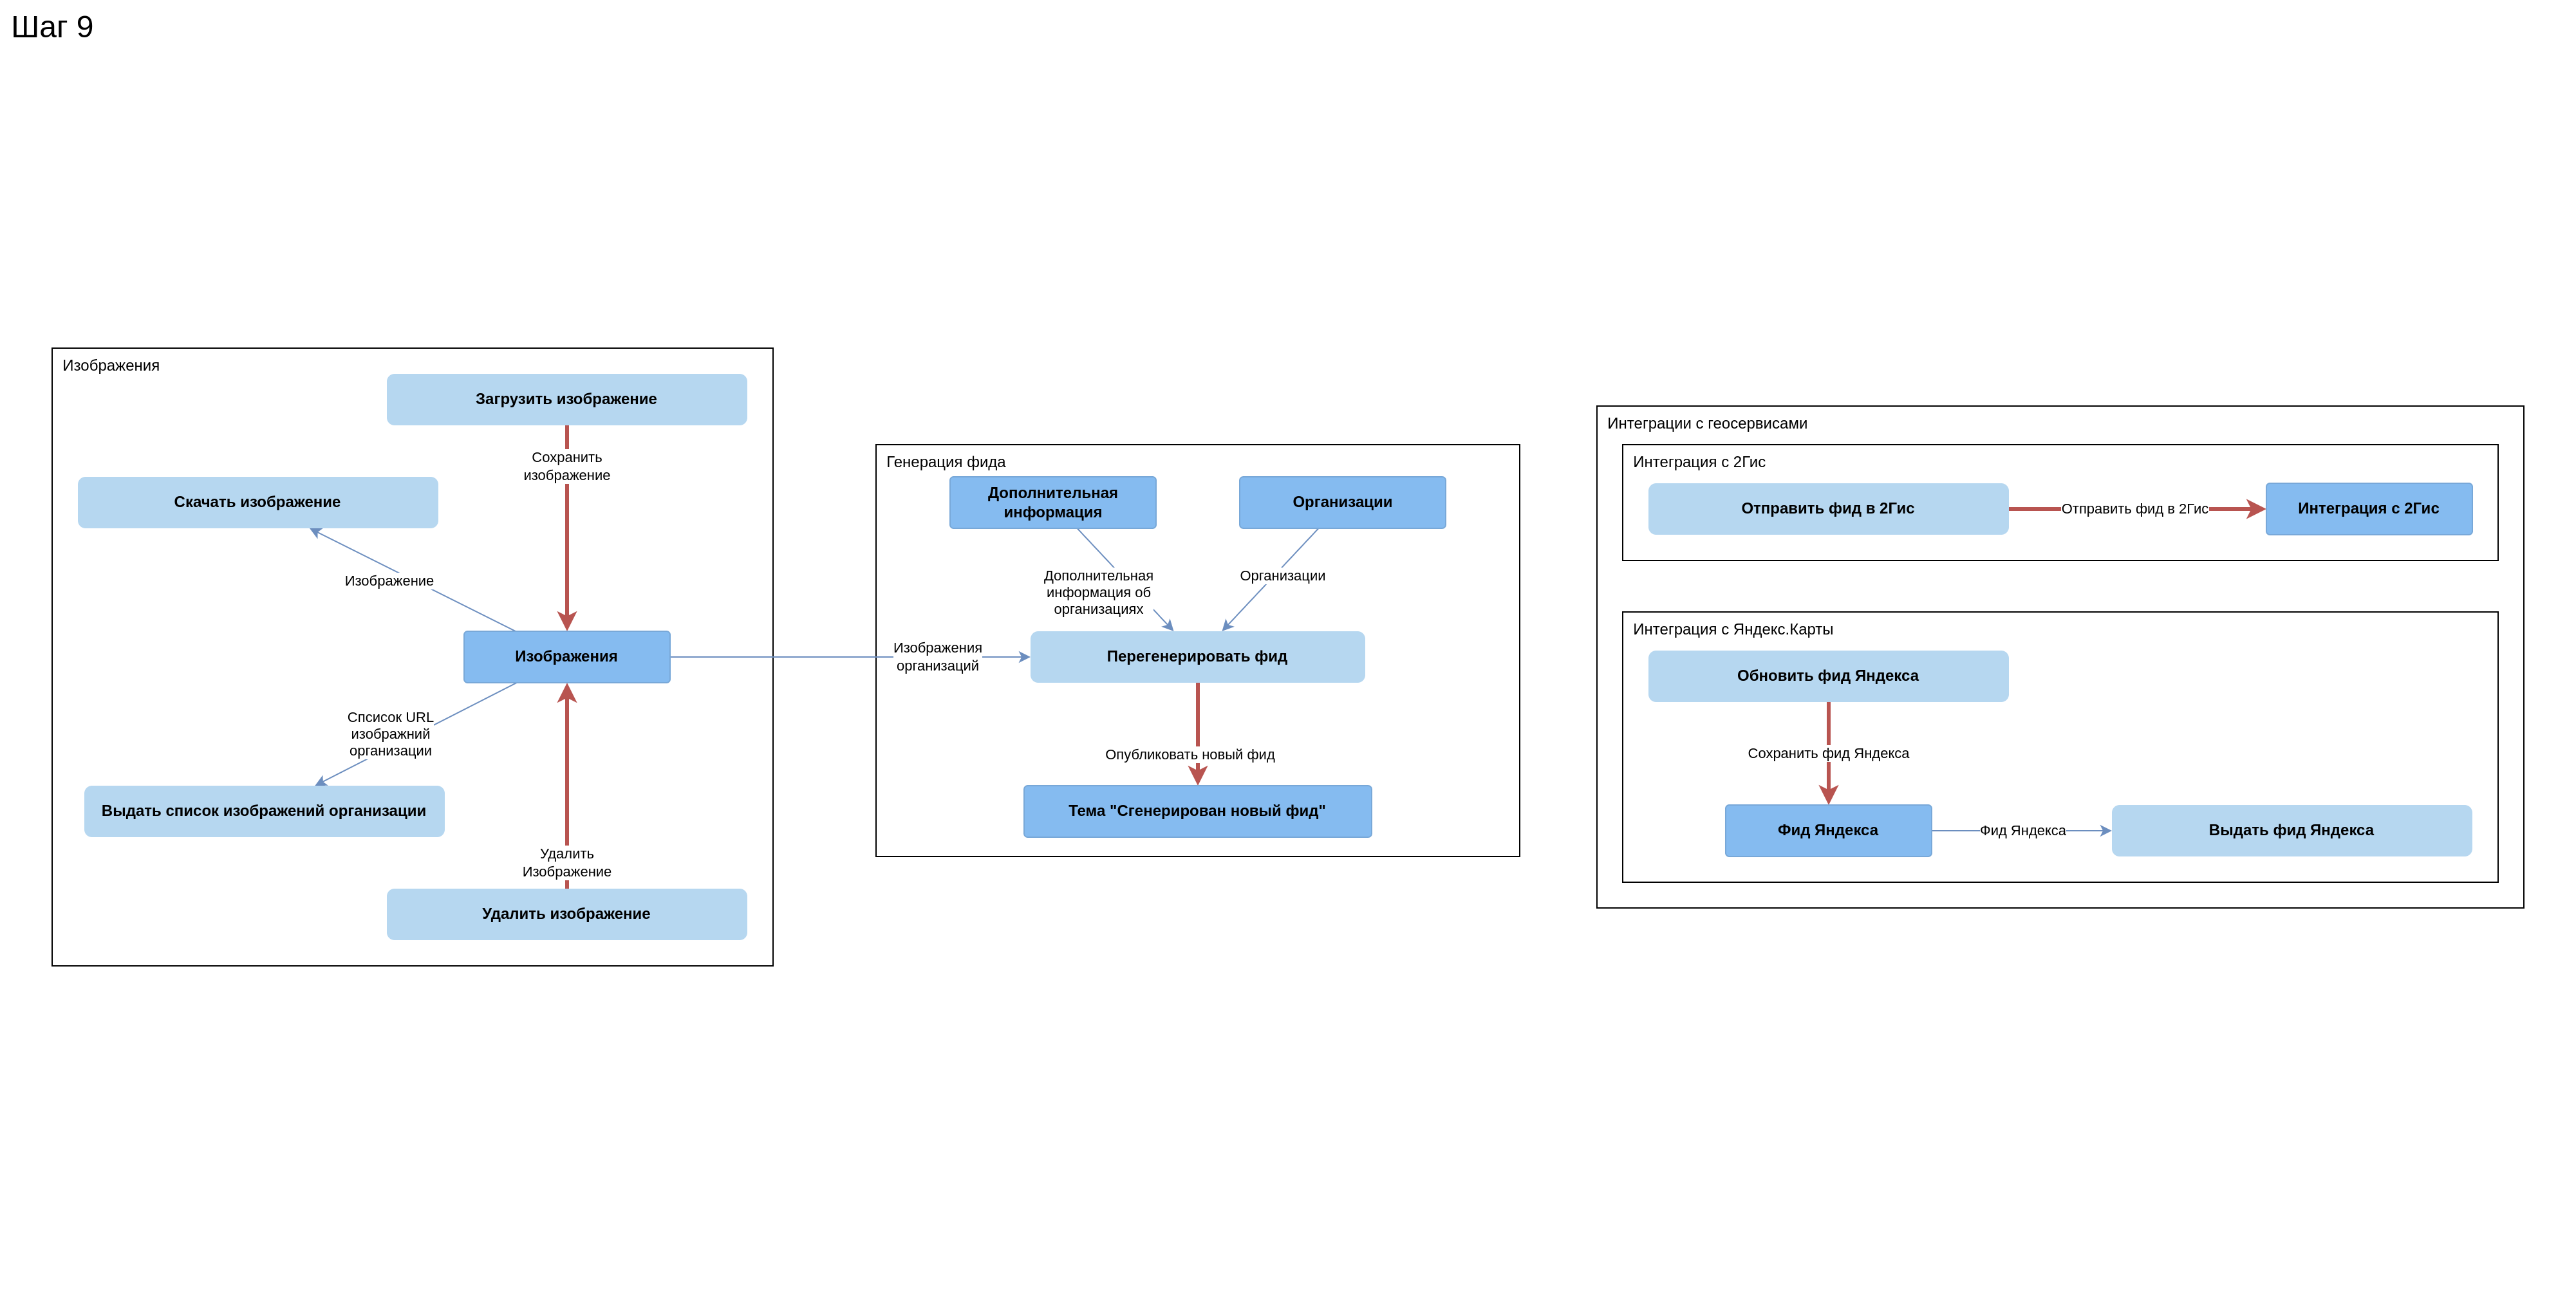 Шаг 9
Изображения
Загрузить изображение
Сохранить
изображение
Скачать изображение
Изображение
Изображения
Спсисок URL
изображний
организации
Выдать список изображений организации
Удалить
Изображение
Удалить изображение
Изображения
организаций
Генерация фида
Дополнительная
информация
Организации
Дополнительная
информация об
организациях
Организации
Перегенерировать фид
Опубликовать новый фид
Тема "Сгенерирован новый фид"
Интеграции с геосервисами
Интеграция с 2Гис
Отправить фид в 2Гис
Отправить фид в 2Гис
Интеграция с 2Гис
Интеграция с Яндекс.Карты
Обновить фид Яндекса
Сохранить фид Яндекса
Фид Яндекса
Фид Яндекса
Выдать фид Яндекса